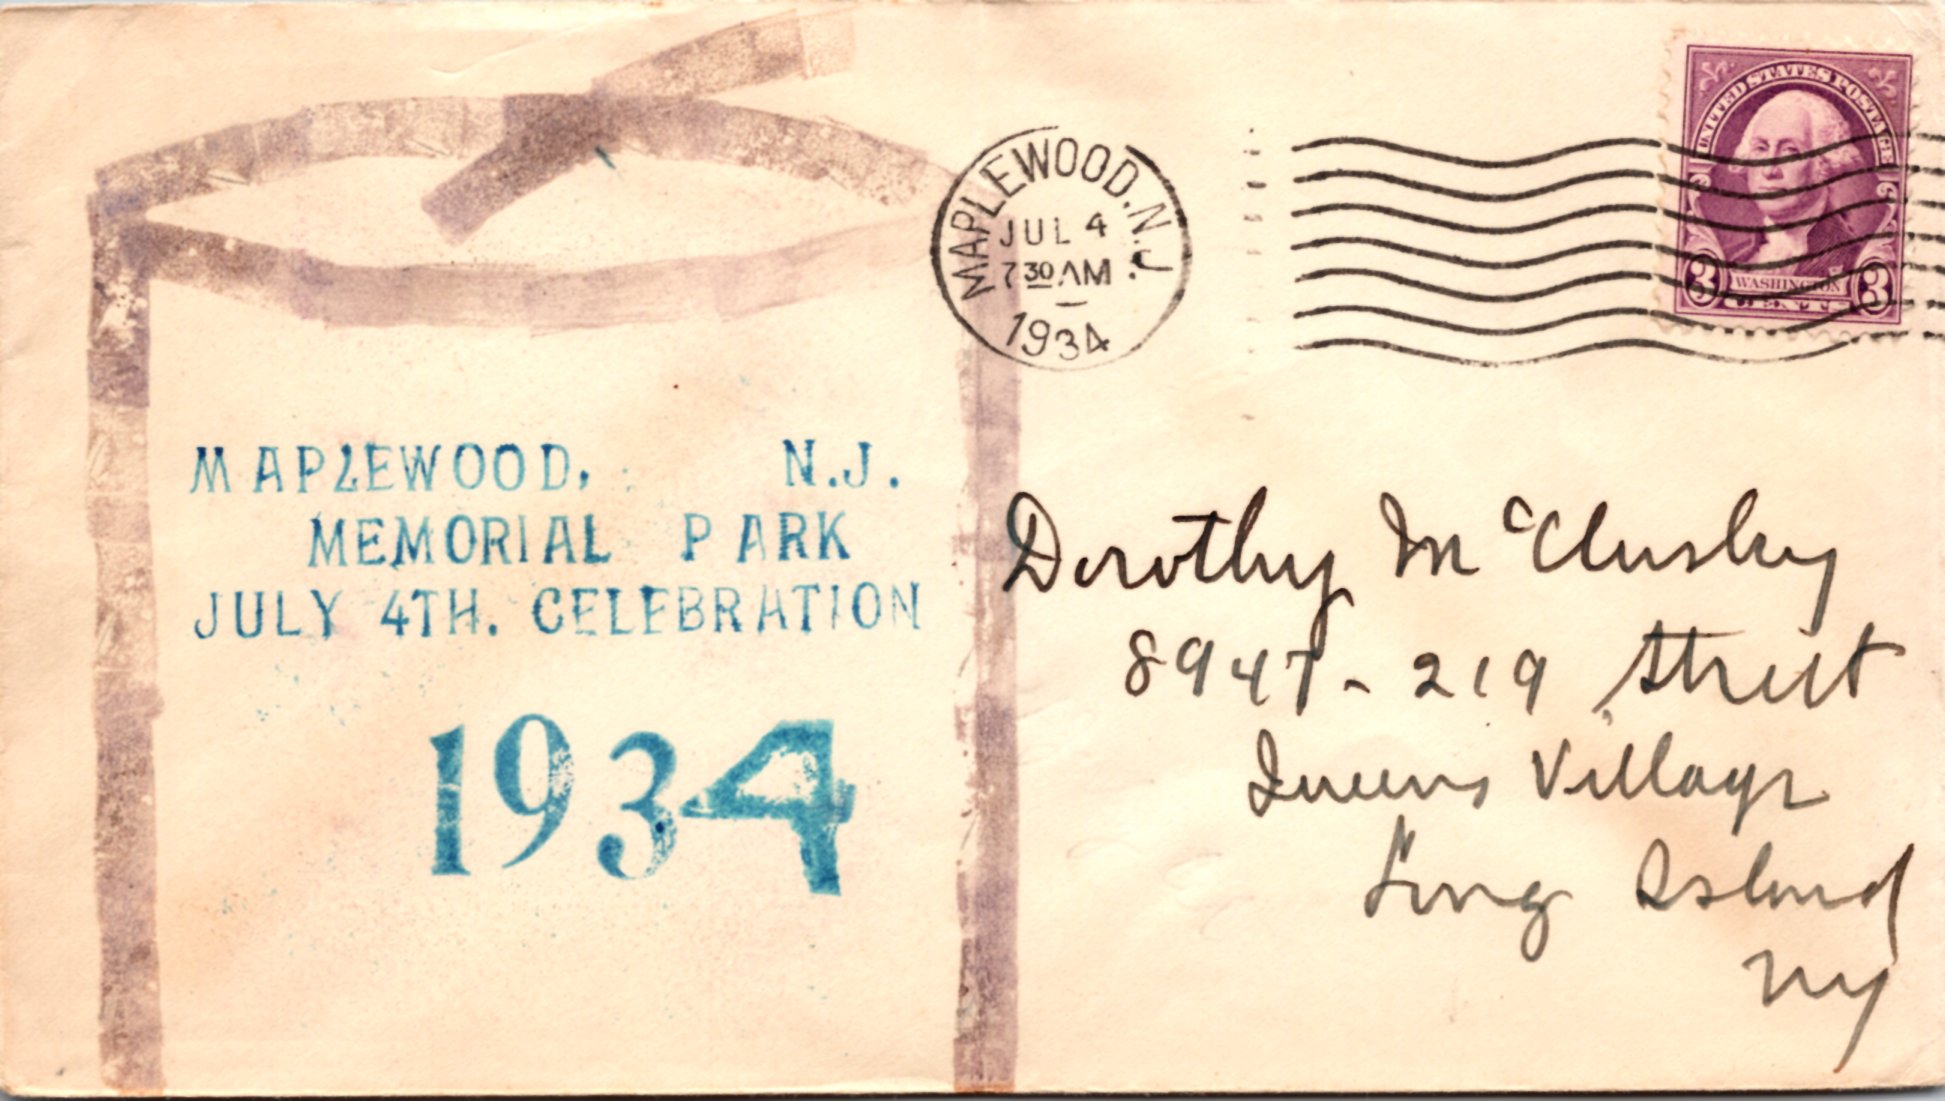 MAPLEWOOD, N.J.
MEMORIAL PARK
JULY 4TH. CELEBRATION
1934
MAPLEWOOD. N.J.
JUL 4
7 30 AM
1934
UNITED STATES POSTAGE
3 WASHINGTON 3
Dorothy McClusky
8947 - 219 Street
Queens Village
Long Island
NY